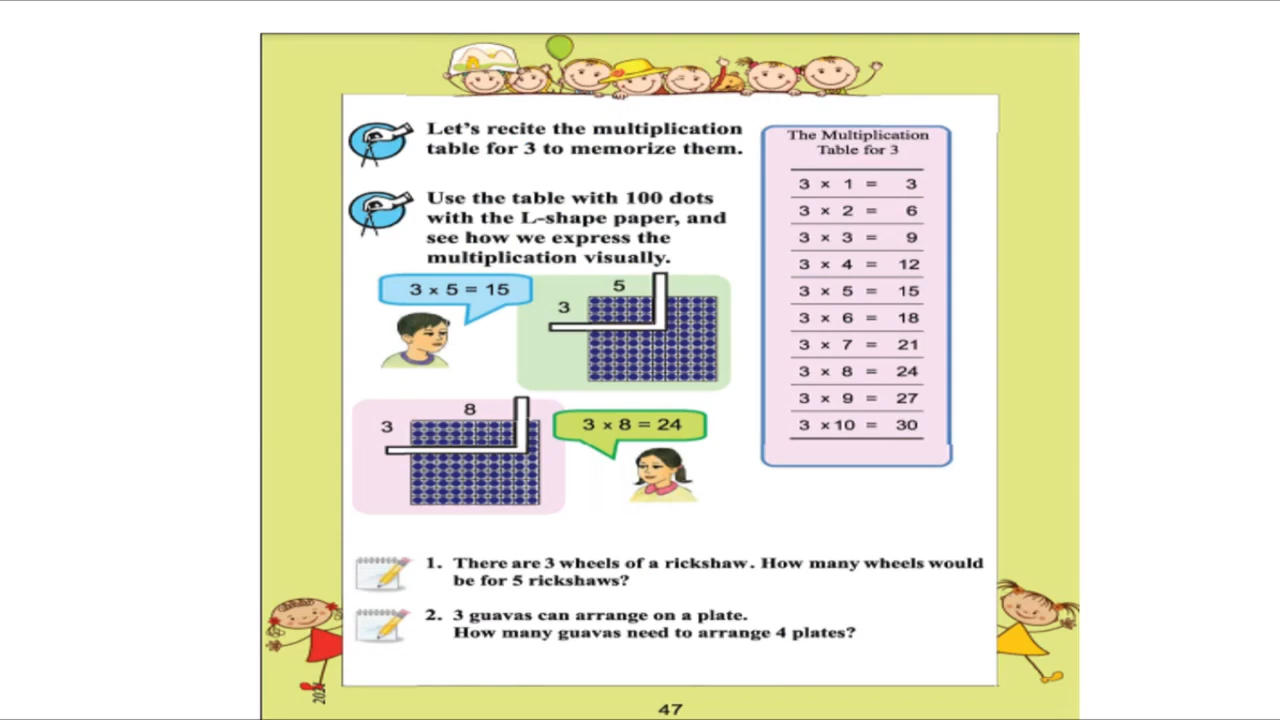 Let's recite the multiplication
table for 3 to memorize them.
Use the table with 100 dots
with the L-shape paper, and
see how we express the
multiplication visually.
3 × 5 = 15
5
3
8
3
3 × 8 = 24
The Multiplication
Table for 3
3 × 1 = 3
3 × 2 = 6
3 × 3 = 9
3 × 4 = 12
3 × 5 = 15
3 × 6 = 18
3 × 7 = 21
3 × 8 = 24
3 × 9 = 27
3 ×10 = 30
1. There are 3 wheels of a rickshaw. How many wheels would
be for 5 rickshaws?
2. 3 guavas can arrange on a plate.
How many guavas need to arrange 4 plates?
47